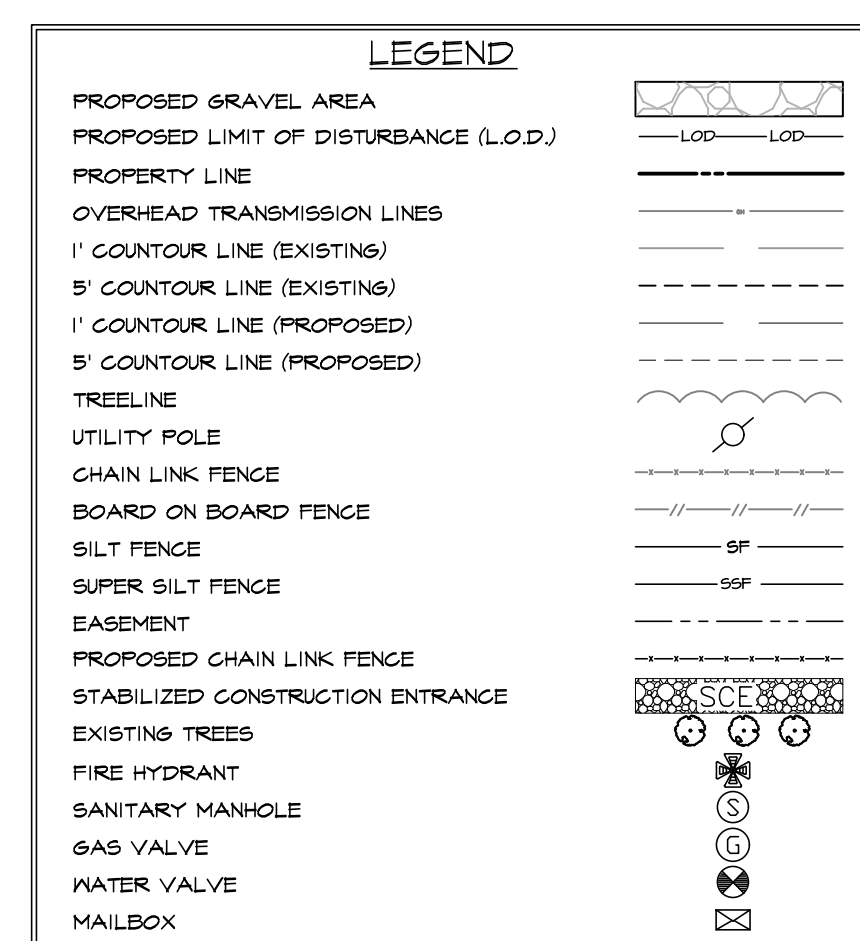 LEGEND
PROPOSED GRAVEL AREA
PROPOSED LIMIT OF DISTURBANCE (L.O.D.) LOD LOD
PROPERTY LINE
OVERHEAD TRANSMISSION LINES OH
1' COUNTOUR LINE (EXISTING)
5' COUNTOUR LINE (EXISTING)
1' COUNTOUR LINE (PROPOSED)
5' COUNTOUR LINE (PROPOSED)
TREELINE
UTILITY POLE
CHAIN LINK FENCE
BOARD ON BOARD FENCE
SILT FENCE SF
SUPER SILT FENCE SSF
EASEMENT
PROPOSED CHAIN LINK FENCE
STABILIZED CONSTRUCTION ENTRANCE SCE
EXISTING TREES
FIRE HYDRANT
SANITARY MANHOLE S
GAS VALVE G
WATER VALVE
MAILBOX